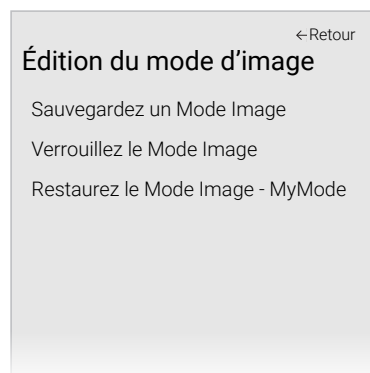 ←Retour
Édition du mode d’image
Sauvegardez un Mode Image
Verrouillez le Mode Image
Restaurez le Mode Image - MyMode